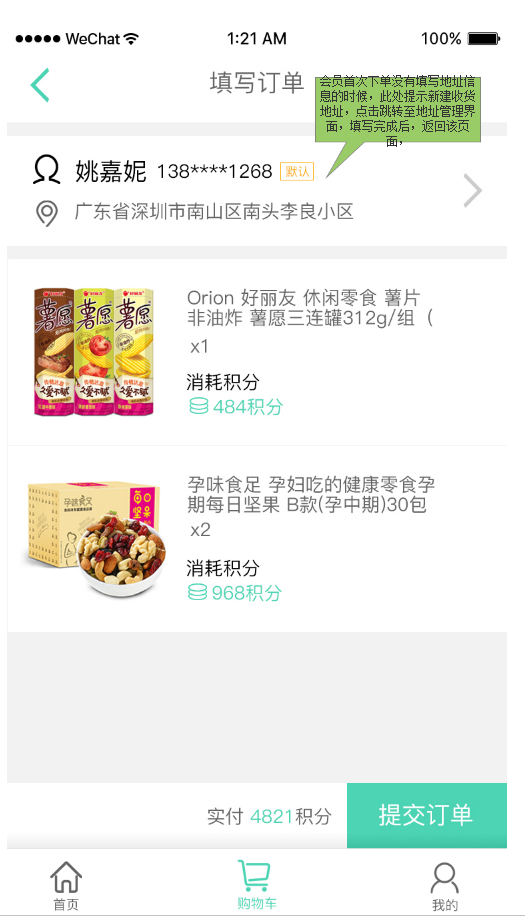 ●●●●● WeChat 1:21 AM 100%
填写订单
会员首次下单没有填写地址信
息的时候，此处提示新建收货
地址，点击跳转至地址管理界
面，填写完成后，返回该页
面，
姚嘉妮 138****1268 默认
广东省深圳市南山区南头李良小区
Orion 好丽友 休闲零食 薯片
非油炸 薯愿三连罐312g/组（
x1
消耗积分
484积分
薯愿 薯愿 薯愿
孕味食足 孕妇吃的健康零食孕
期每日坚果 B款(孕中期)30包
x2
消耗积分
968积分
实付 4821积分
提交订单
首页
购物车
我的